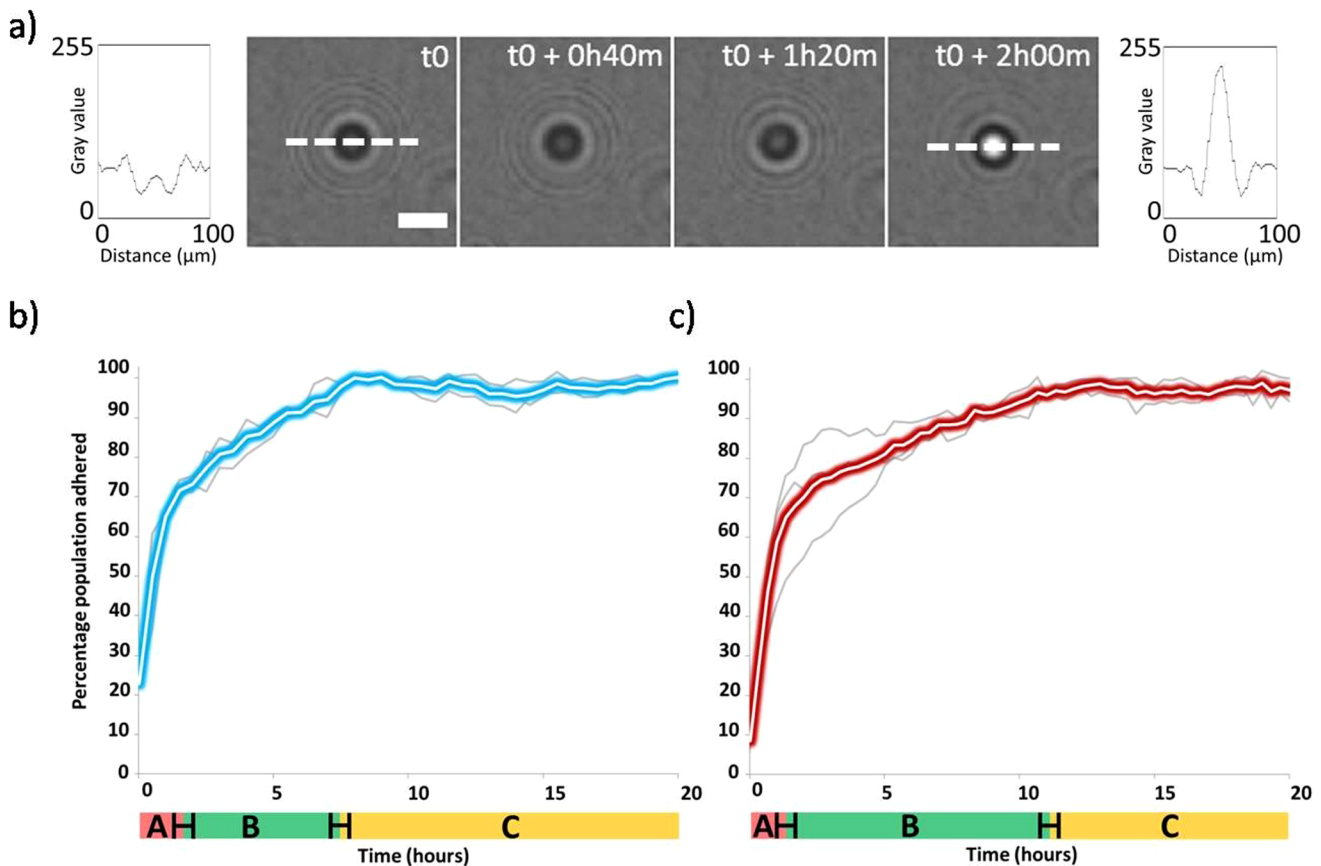 a)
255
Gray value
0
0 100
Distance (μm)
t0
t0 + 0h40m
t0 + 1h20m
t0 + 2h00m
255
Gray value
0
0 100
Distance (μm)
b)
Percentage population adhered
100
90
80
70
60
50
40
30
20
10
0
0 5 10 15 20
A B C
Time (hours)
c)
100
90
80
70
60
50
40
30
20
10
0
0 5 10 15 20
A B C
Time (hours)